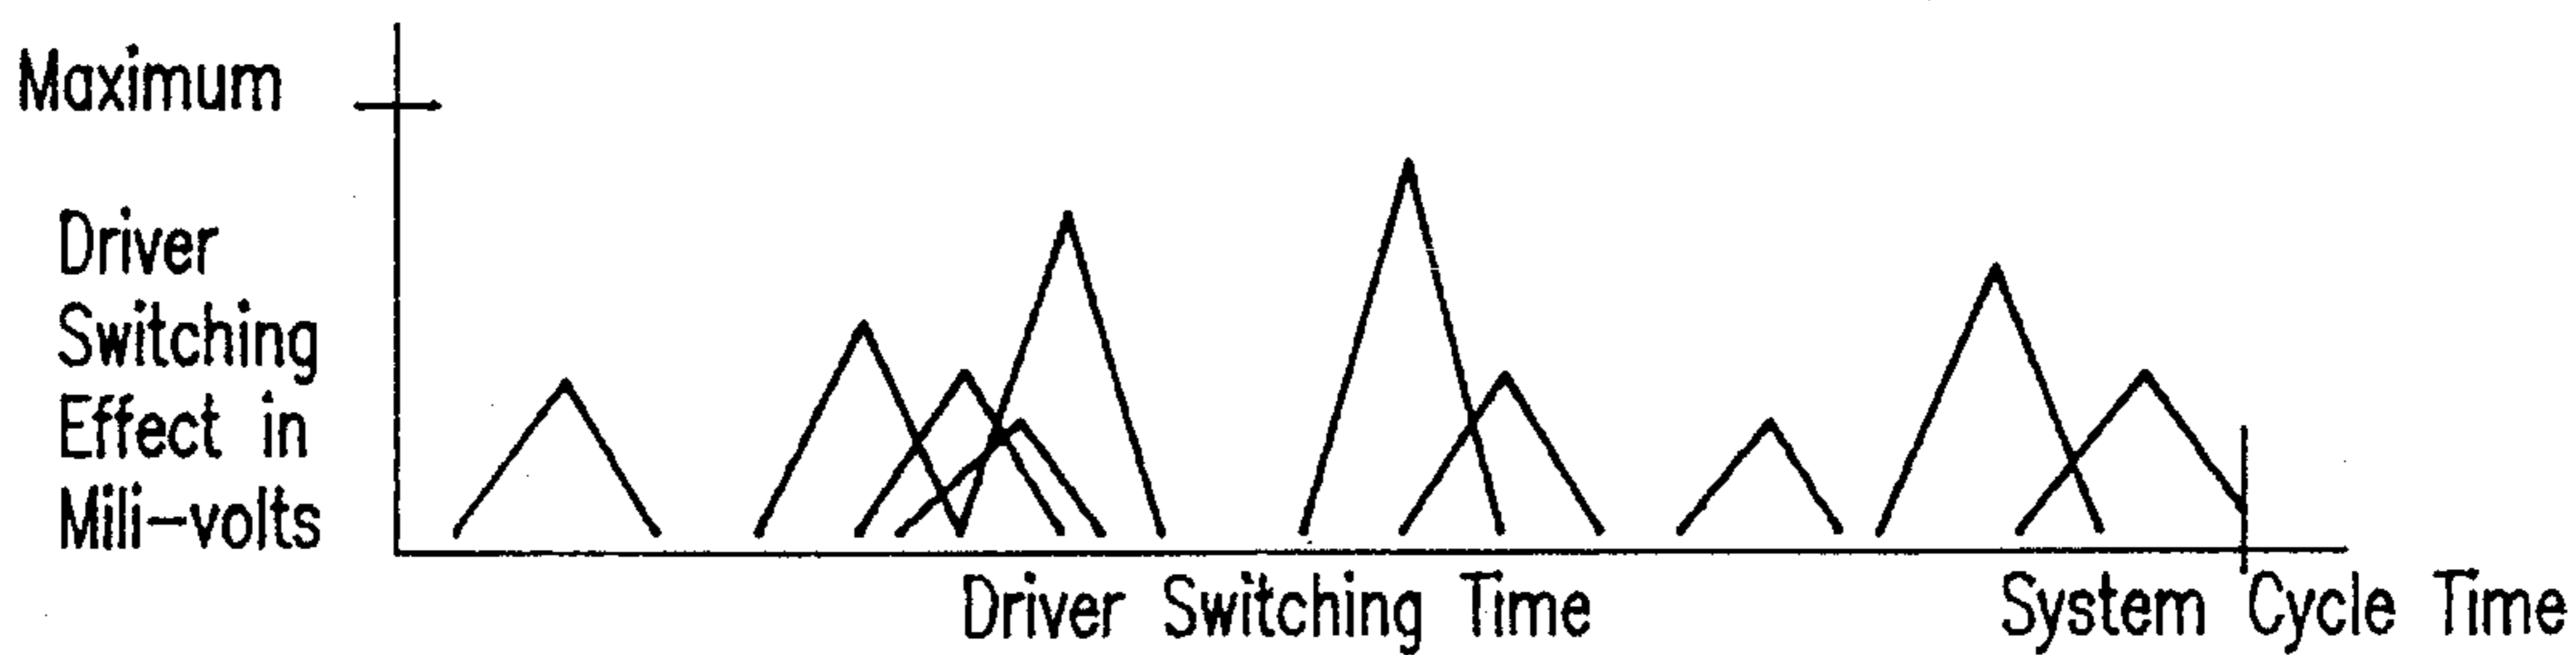 Maximum
Driver
Switching
Effect in
Mili-volts
Driver Switching Time
System Cycle Time